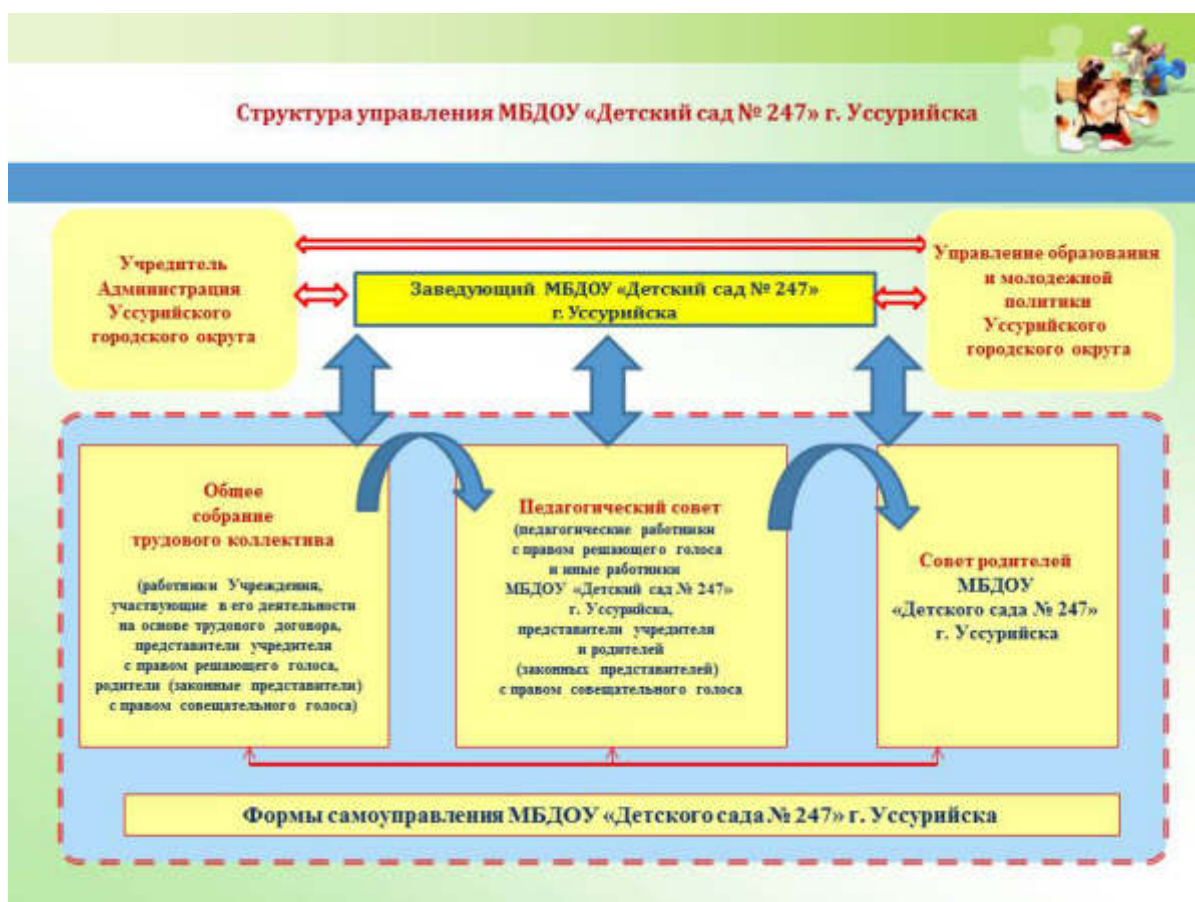 Структура управления МБДОУ «Детский сад № 247» г. Уссурийска
Учредитель
Администрация
Уссурийского
городского округа
Заведующий МБДОУ «Детский сад № 247»
г. Уссурийска
Управление образования
и молодежной
политики
Уссурийского
городского округа
Общее
собрание
трудового коллектива
(работники Учреждения,
участвующие в его деятельности
на основе трудового договора,
представители учредителя
с правом решающего голоса,
родители (законные представители)
с правом совещательного голоса)
Педагогический совет
(педагогические работники
с правом решающего голоса
и иные работники
МБДОУ «Детский сад № 247»
г. Уссурийска,
представители учредителя
и родителей
(законных представителей)
с правом совещательного голоса
Совет родителей
МБДОУ
«Детского сада № 247»
г. Уссурийска
Формы самоуправления МБДОУ «Детского сада № 247» г. Уссурийска